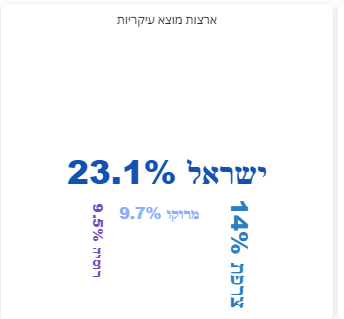 ארצות מוצא עיקריות
ישראל 23.1%
מרוקו 9.7%
צרפת 14%
רוסיה 9.5%